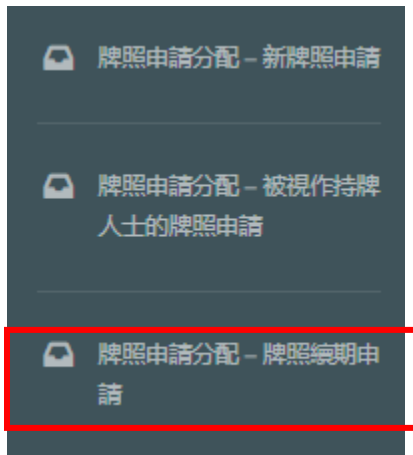 牌照申請分配 – 新牌照申請
牌照申請分配 – 被視作持牌
人士的牌照申請
牌照申請分配 – 牌照續期申
請